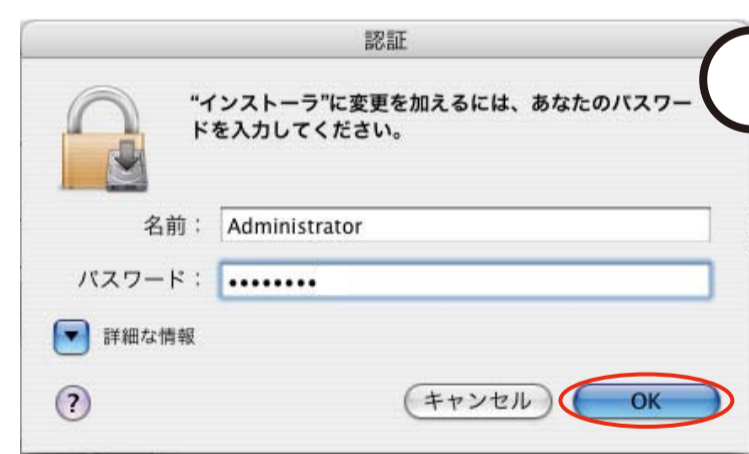 認証
“インストーラ”に変更を加えるには、あなたのパスワー
ドを入力してください。
名前： Administrator
パスワード： ••••••••
詳細な情報
? キャンセル OK